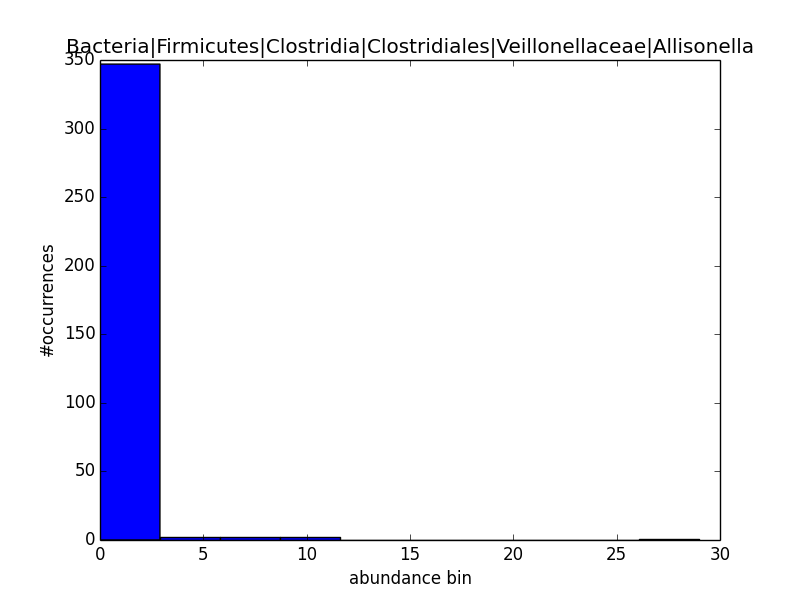 Bacteria|Firmicutes|Clostridia|Clostridiales|Veillonellaceae|Allisonella
350
300
250
200
150
100
50
0
#occurrences
0 5 10 15 20 25 30
abundance bin